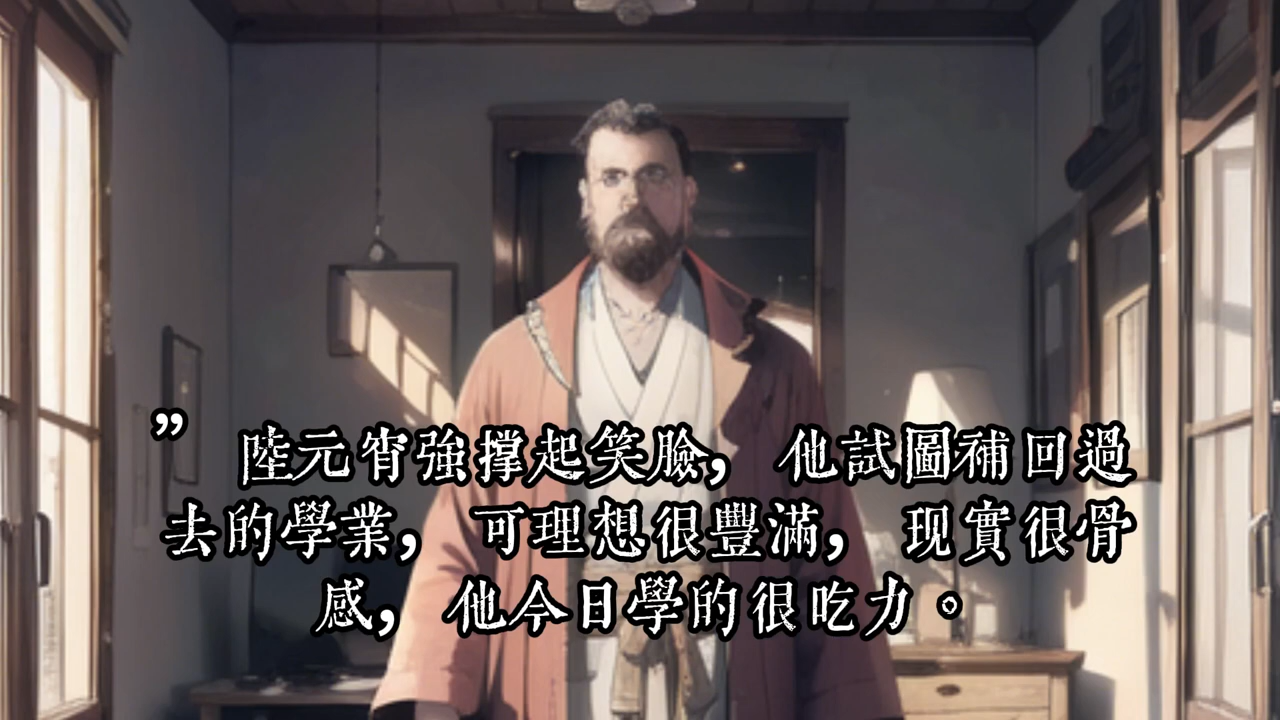 ” 陸元宵強撐起笑臉, 他試圖補回過
去的學業, 可理想很豐滿, 现實很骨
感, 他今日學的很吃力。